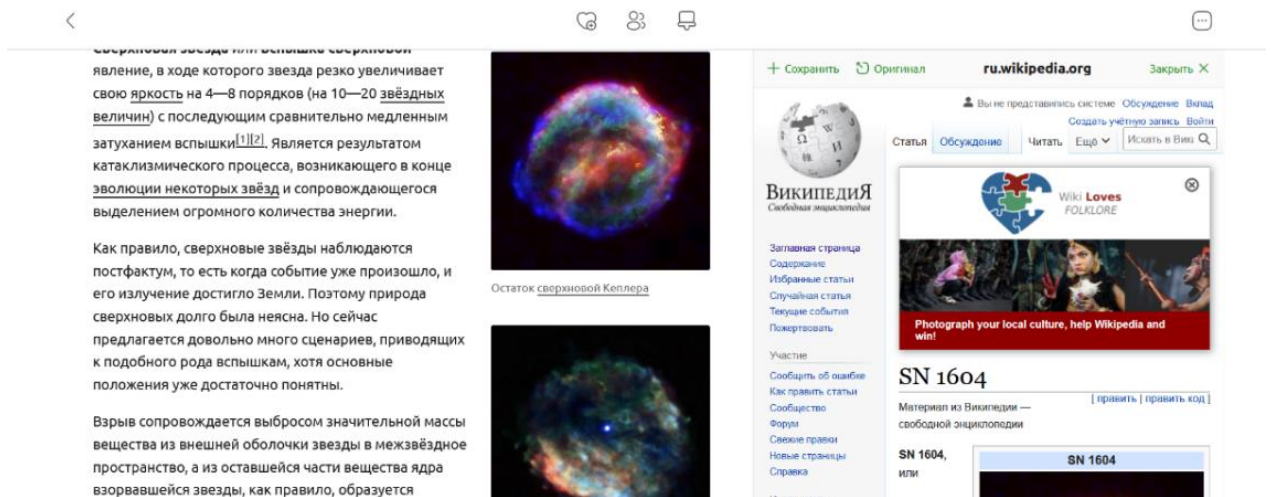 Сверхновая звезда или вспышка сверхновой
явление, в ходе которого звезда резко увеличивает
свою яркость на 4—8 порядков (на 10—20 звёздных
величин) с последующим сравнительно медленным
затуханием вспышки[1][2]. Является результатом
катаклизмического процесса, возникающего в конце
эволюции некоторых звёзд и сопровождающегося
выделением огромного количества энергии.
Как правило, сверхновые звёзды наблюдаются
постфактум, то есть когда событие уже произошло, и
его излучение достигло Земли. Поэтому природа
сверхновых долго была неясна. Но сейчас
предлагается довольно много сценариев, приводящих
к подобного рода вспышкам, хотя основные
положения уже достаточно понятны.
Взрыв сопровождается выбросом значительной массы
вещества из внешней оболочки звезды в межзвёздное
пространство, а из оставшейся части вещества ядра
взорвавшейся звезды, как правило, образуется
Остаток сверхновой Кеплера
+ Сохранить Оригинал ru.wikipedia.org Закрыть ×
Вы не представились системе Обсуждение Вклад
Создать учётную запись Войти
Статья Обсуждение Читать Ещё Искать в Вики
ВИКИПЕДИЯ
Свободная энциклопедия
Заглавная страница
Содержание
Избранные статьи
Случайная статья
Текущие события
Пожертвовать
Участие
Сообщить об ошибке
Как править статьи
Сообщество
Форум
Свежие правки
Новые страницы
Справка
Wiki Loves
FOLKLORE
Photograph your local culture, help Wikipedia and
win!
SN 1604
[ править | править код ]
Материал из Википедии —
свободной энциклопедии
SN 1604,
или
SN 1604